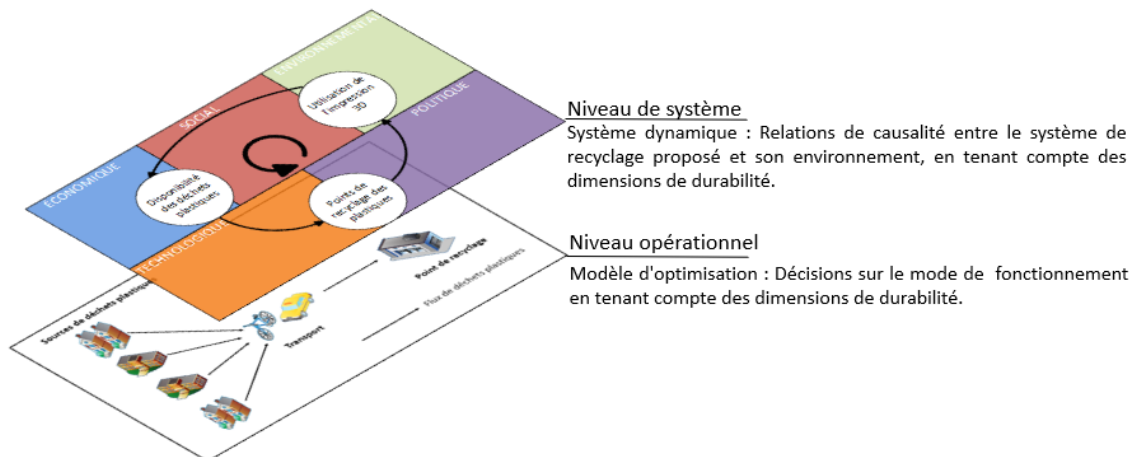 ENVIRONNEMENTAL
SOCIAL
POLITIQUE
ÉCONOMIQUE
TECHNOLOGIQUE
Utilisation de
l'impression
3D
Disponibilité
des déchets
plastiques
Points de
recyclage des
plastiques
Niveau de système
Système dynamique : Relations de causalité entre le système de
recyclage proposé et son environnement, en tenant compte des
dimensions de durabilité.
Niveau opérationnel
Modèle d'optimisation : Décisions sur le mode de fonctionnement
en tenant compte des dimensions de durabilité.
Point de recyclage
Flux de déchets plastiques
Sources de déchets plastiques
Transport